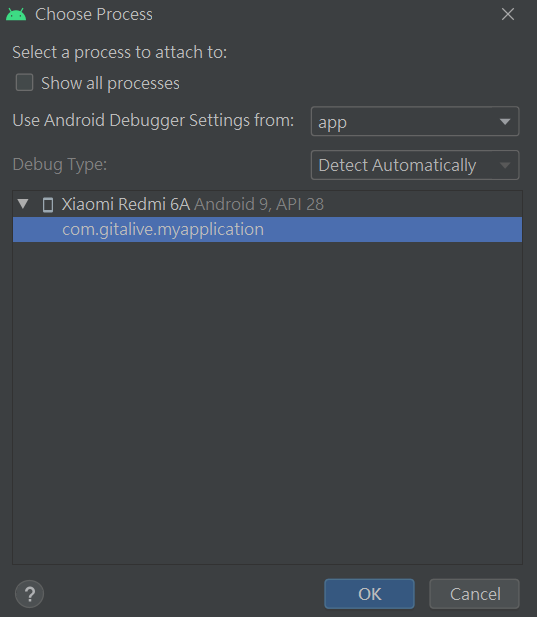 Choose Process
Select a process to attach to:
Show all processes
Use Android Debugger Settings from: app
Debug Type: Detect Automatically
Xiaomi Redmi 6A Android 9, API 28
com.gitalive.myapplication
? OK Cancel